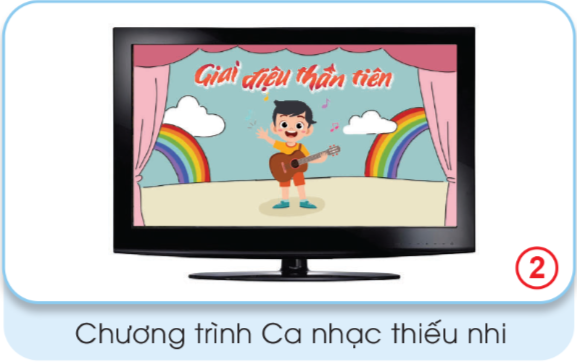 Giai điệu thần tiên
2
Chương trình Ca nhạc thiếu nhi